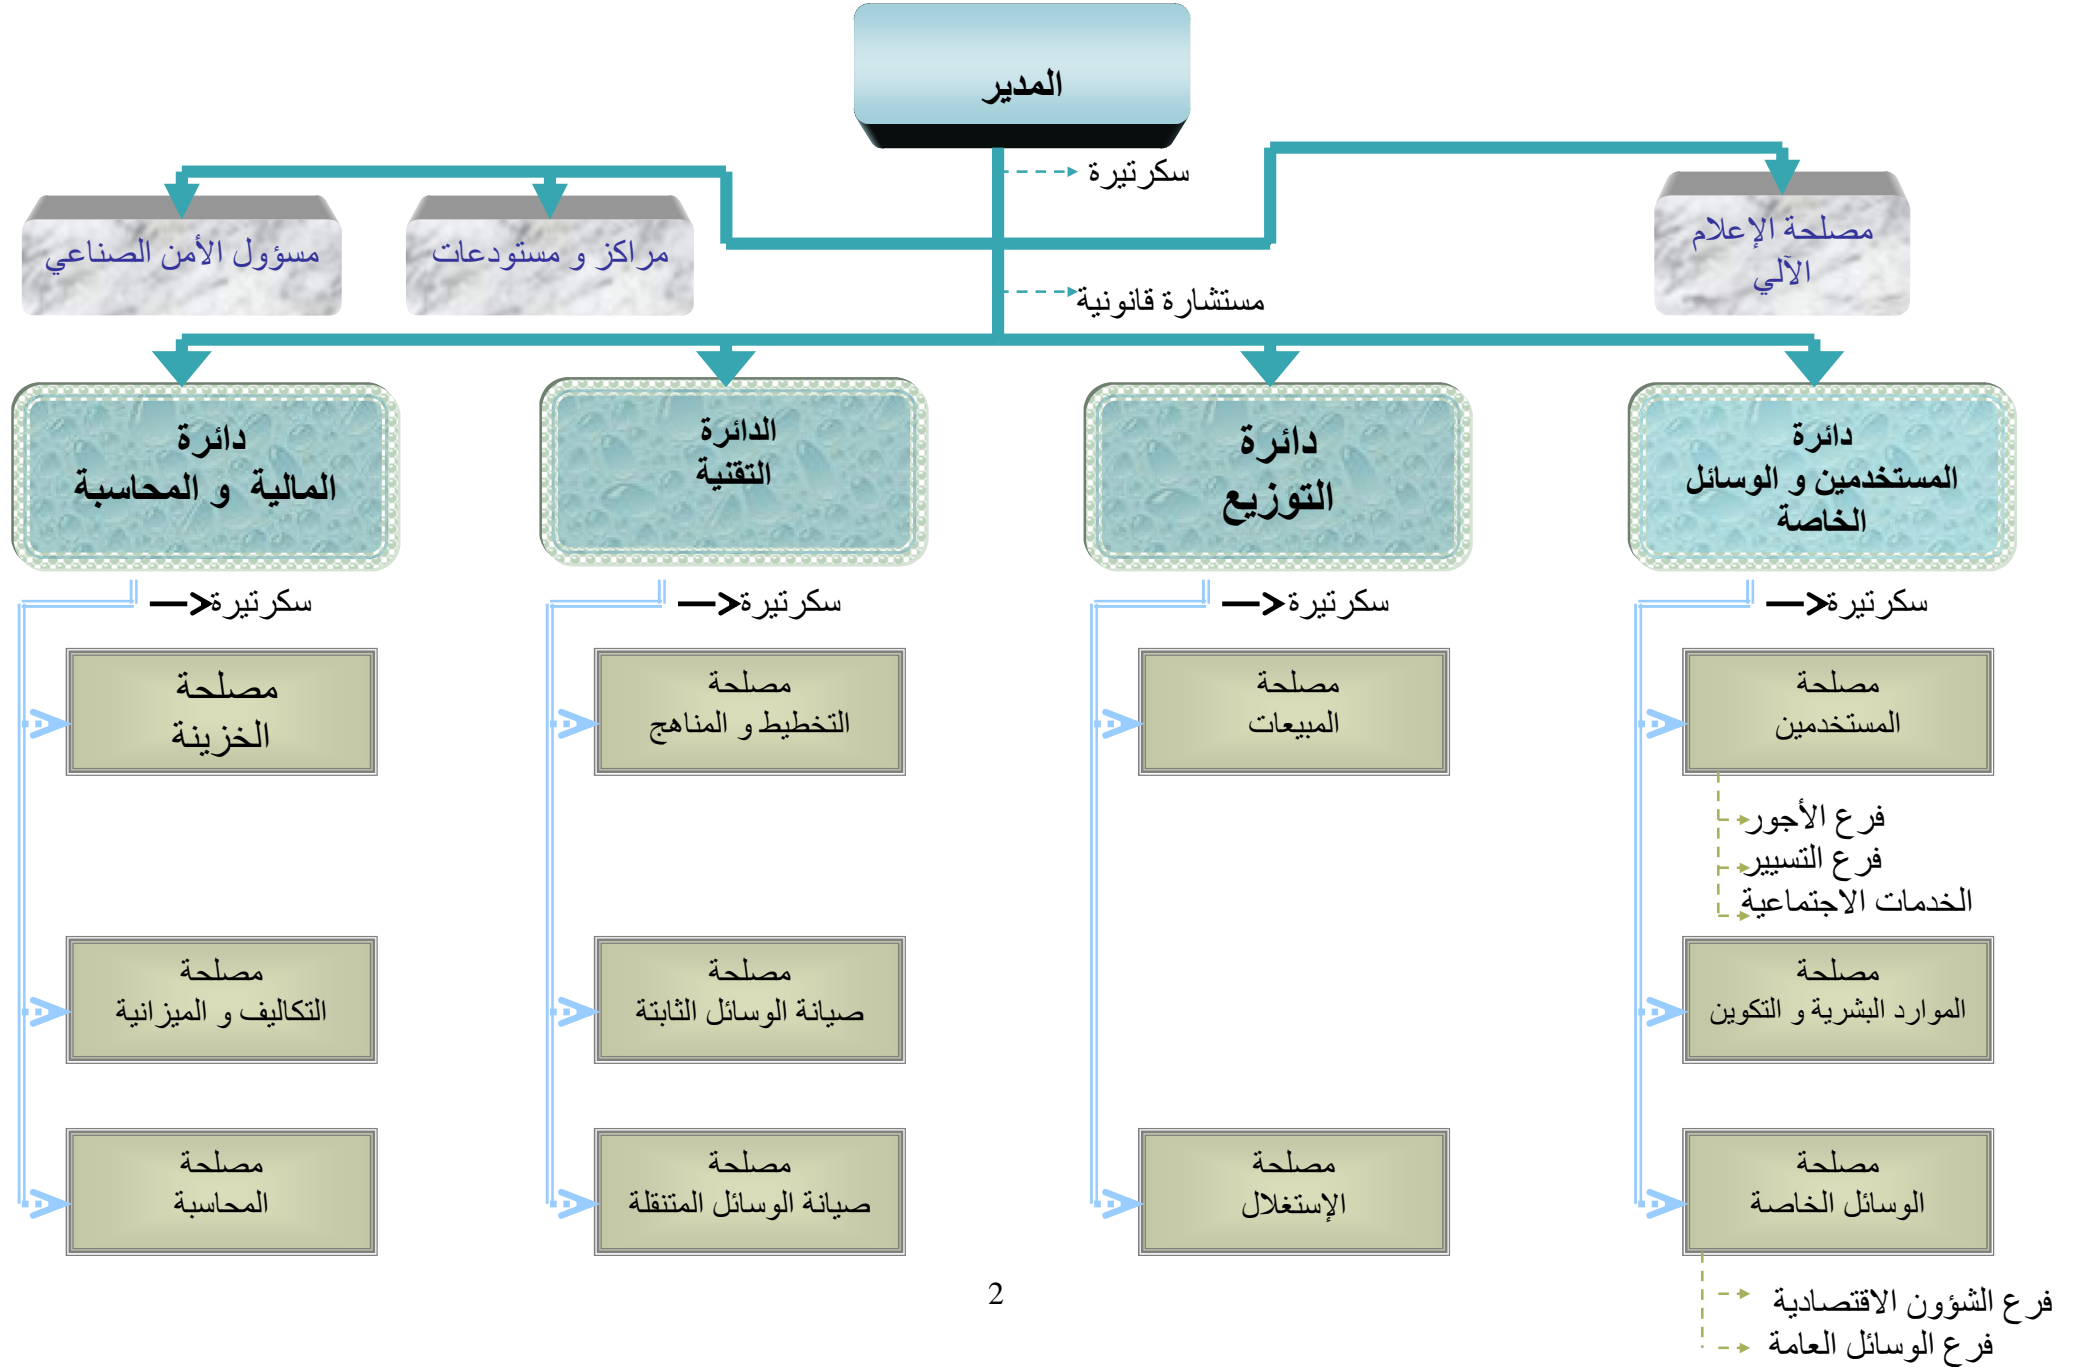 المدير
سكرتيرة
مصلحة الإعلام
الآلي
مراكز و مستودعات
مسؤول الأمن الصناعي
مستشارة قانونية
دائرة
المستخدمين و الوسائل
الخاصة
دائرة
التوزيع
الدائرة
التقنية
دائرة
المالية و المحاسبة
سكرتيرة
سكرتيرة
سكرتيرة
سكرتيرة
مصلحة
المستخدمين
مصلحة
المبيعات
مصلحة
التخطيط و المناهج
مصلحة
الخزينة
فرع الأجور
فرع التسيير
الخدمات الاجتماعية
مصلحة
الموارد البشرية و التكوين
مصلحة
صيانة الوسائل الثابتة
مصلحة
التكاليف و الميزانية
مصلحة
الوسائل الخاصة
مصلحة
الإستغلال
مصلحة
صيانة الوسائل المتنقلة
مصلحة
المحاسبة
فرع الشؤون الاقتصادية
فرع الوسائل العامة
2